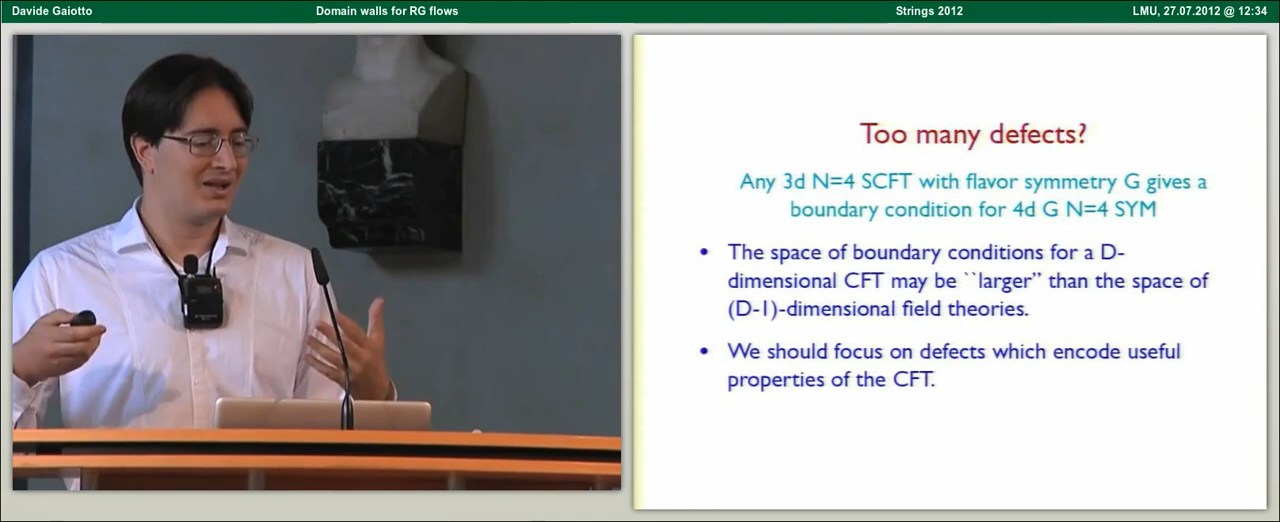 Davide Gaiotto
Domain walls for RG flows
Strings 2012
LMU, 27.07.2012 @ 12:34
Too many defects?
Any 3d N=4 SCFT with flavor symmetry G gives a
boundary condition for 4d G N=4 SYM
• The space of boundary conditions for a D-
dimensional CFT may be ``larger” than the space of
(D-1)-dimensional field theories.
• We should focus on defects which encode useful
properties of the CFT.